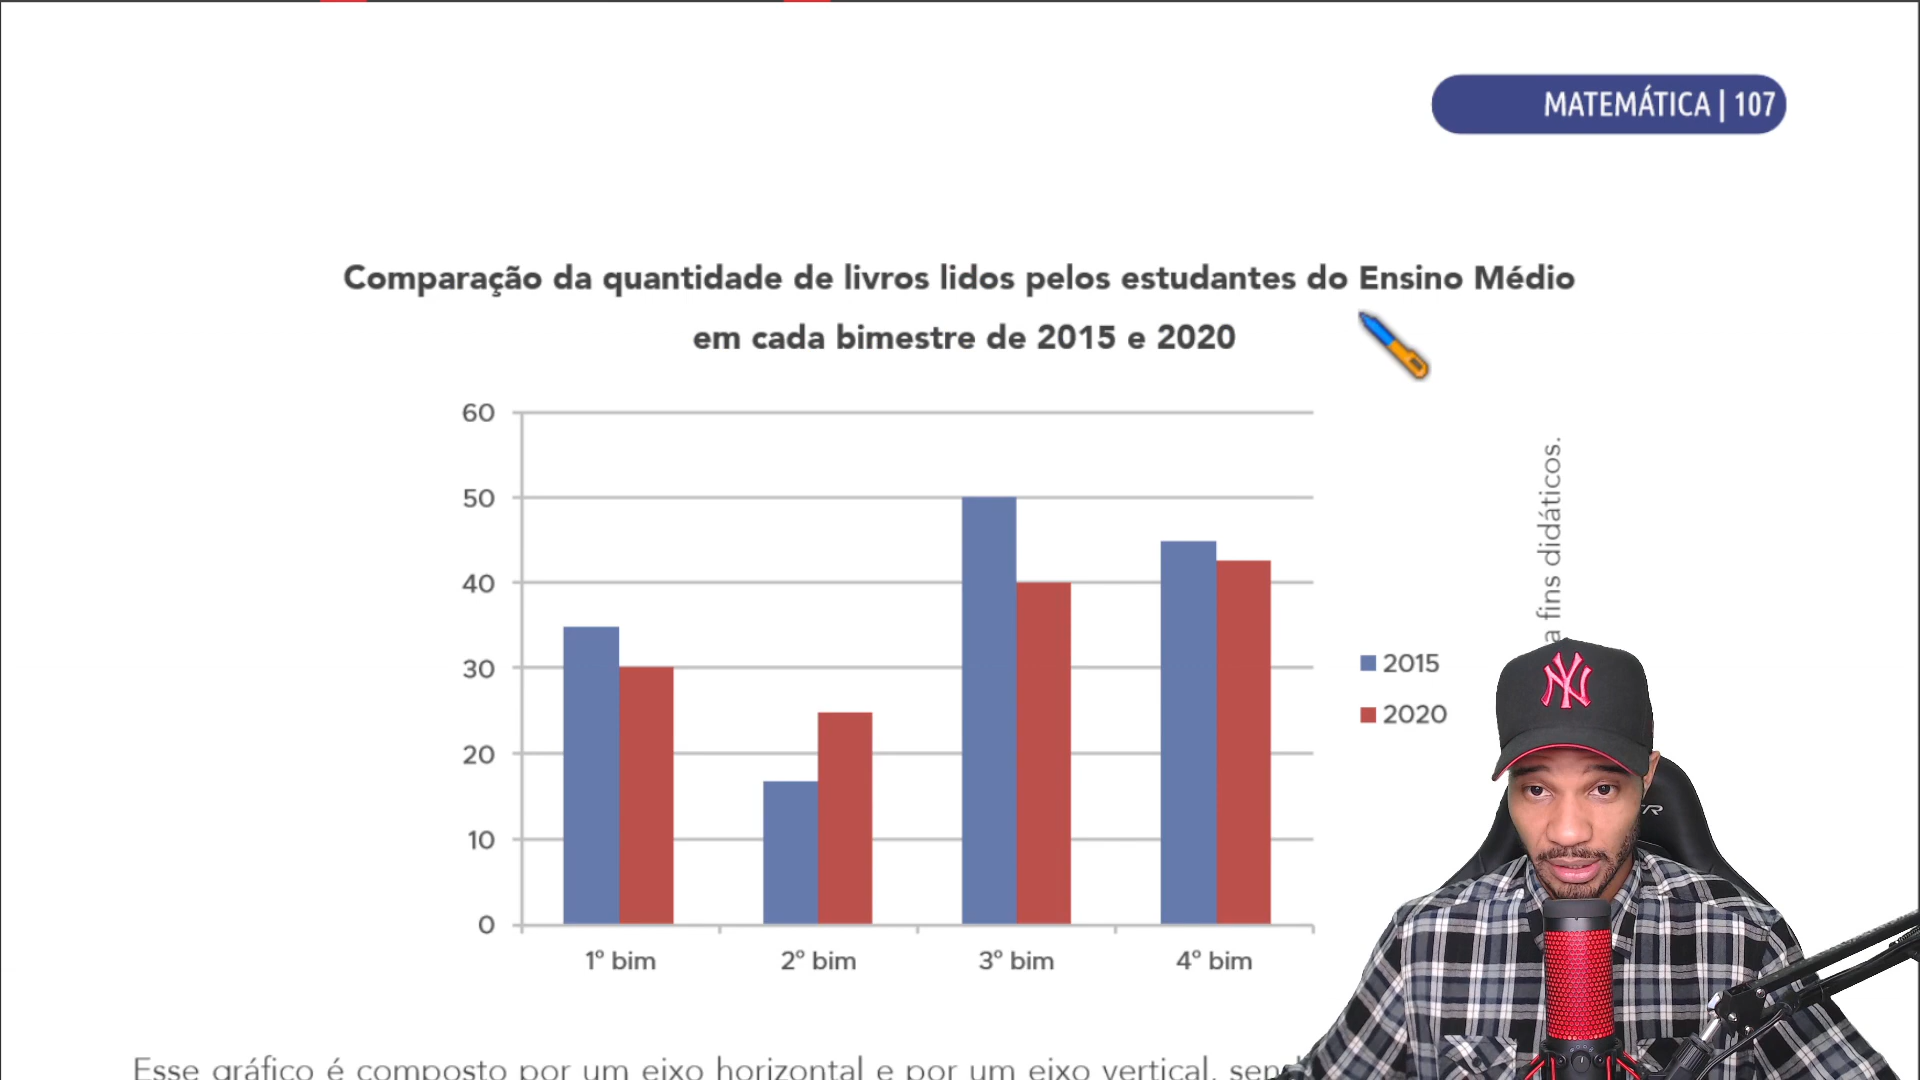 MATEMÁTICA | 107
Comparação da quantidade de livros lidos pelos estudantes do Ensino Médio
em cada bimestre de 2015 e 2020
60
50
40
30
20
10
0
1º bim
2º bim
3º bim
4º bim
2015
2020
a fins didáticos.
NY
Esse gráfico é composto por um eixo horizontal e por um eixo vertical,